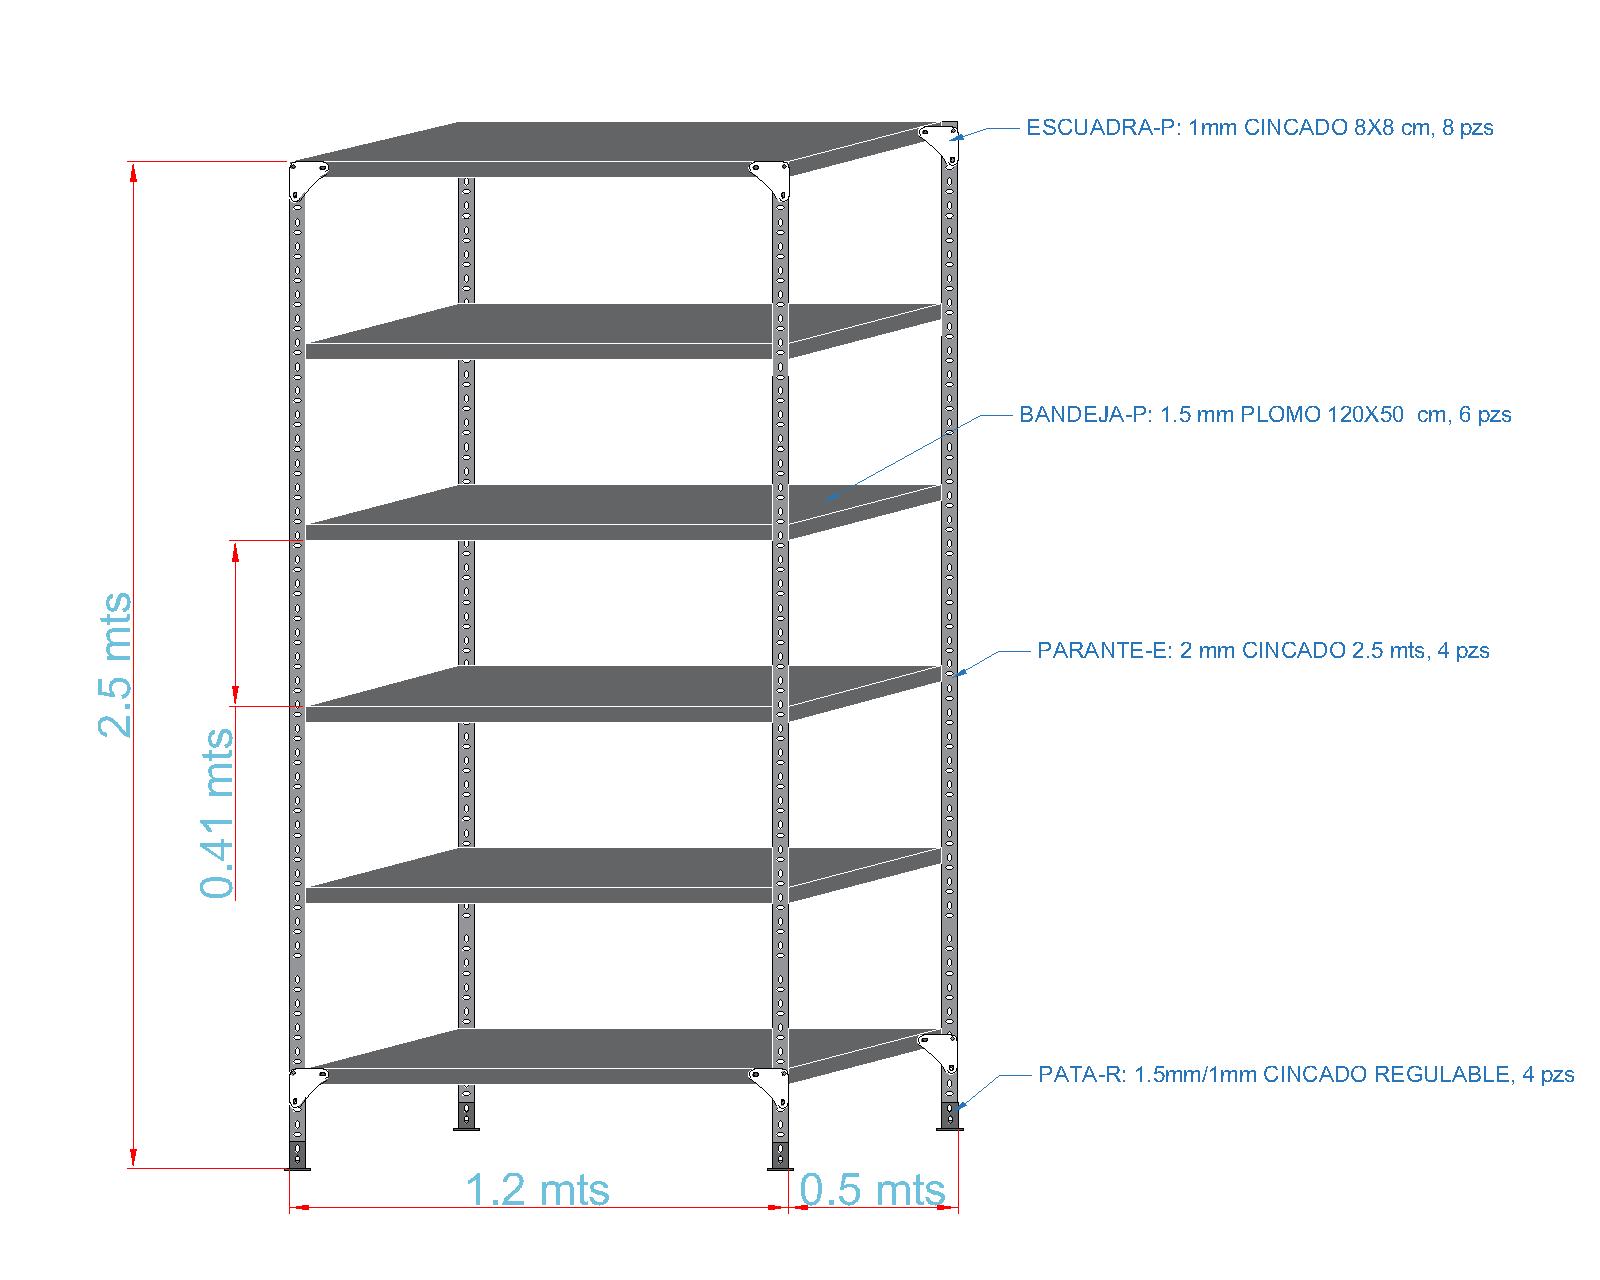 ESCUADRA-P: 1mm CINCADO 8X8 cm, 8 pzs
BANDEJA-P: 1.5 mm PLOMO 120X50 cm, 6 pzs
2.5 mts
PARANTE-E: 2 mm CINCADO 2.5 mts, 4 pzs
0.41 mts
PATA-R: 1.5mm/1mm CINCADO REGULABLE, 4 pzs
1.2 mts
0.5 mts